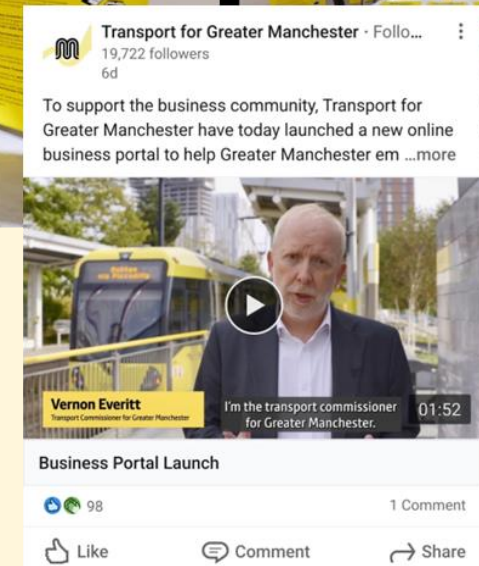 Transport for Greater Manchester · Follo...
19,722 followers
6d
To support the business community, Transport for
Greater Manchester have today launched a new online
business portal to help Greater Manchester em ...more
Vernon Everitt
Transport Commissioner for Greater Manchester
I'm the transport commissioner
for Greater Manchester.
01:52
Business Portal Launch
98
1 Comment
Like
Comment
Share